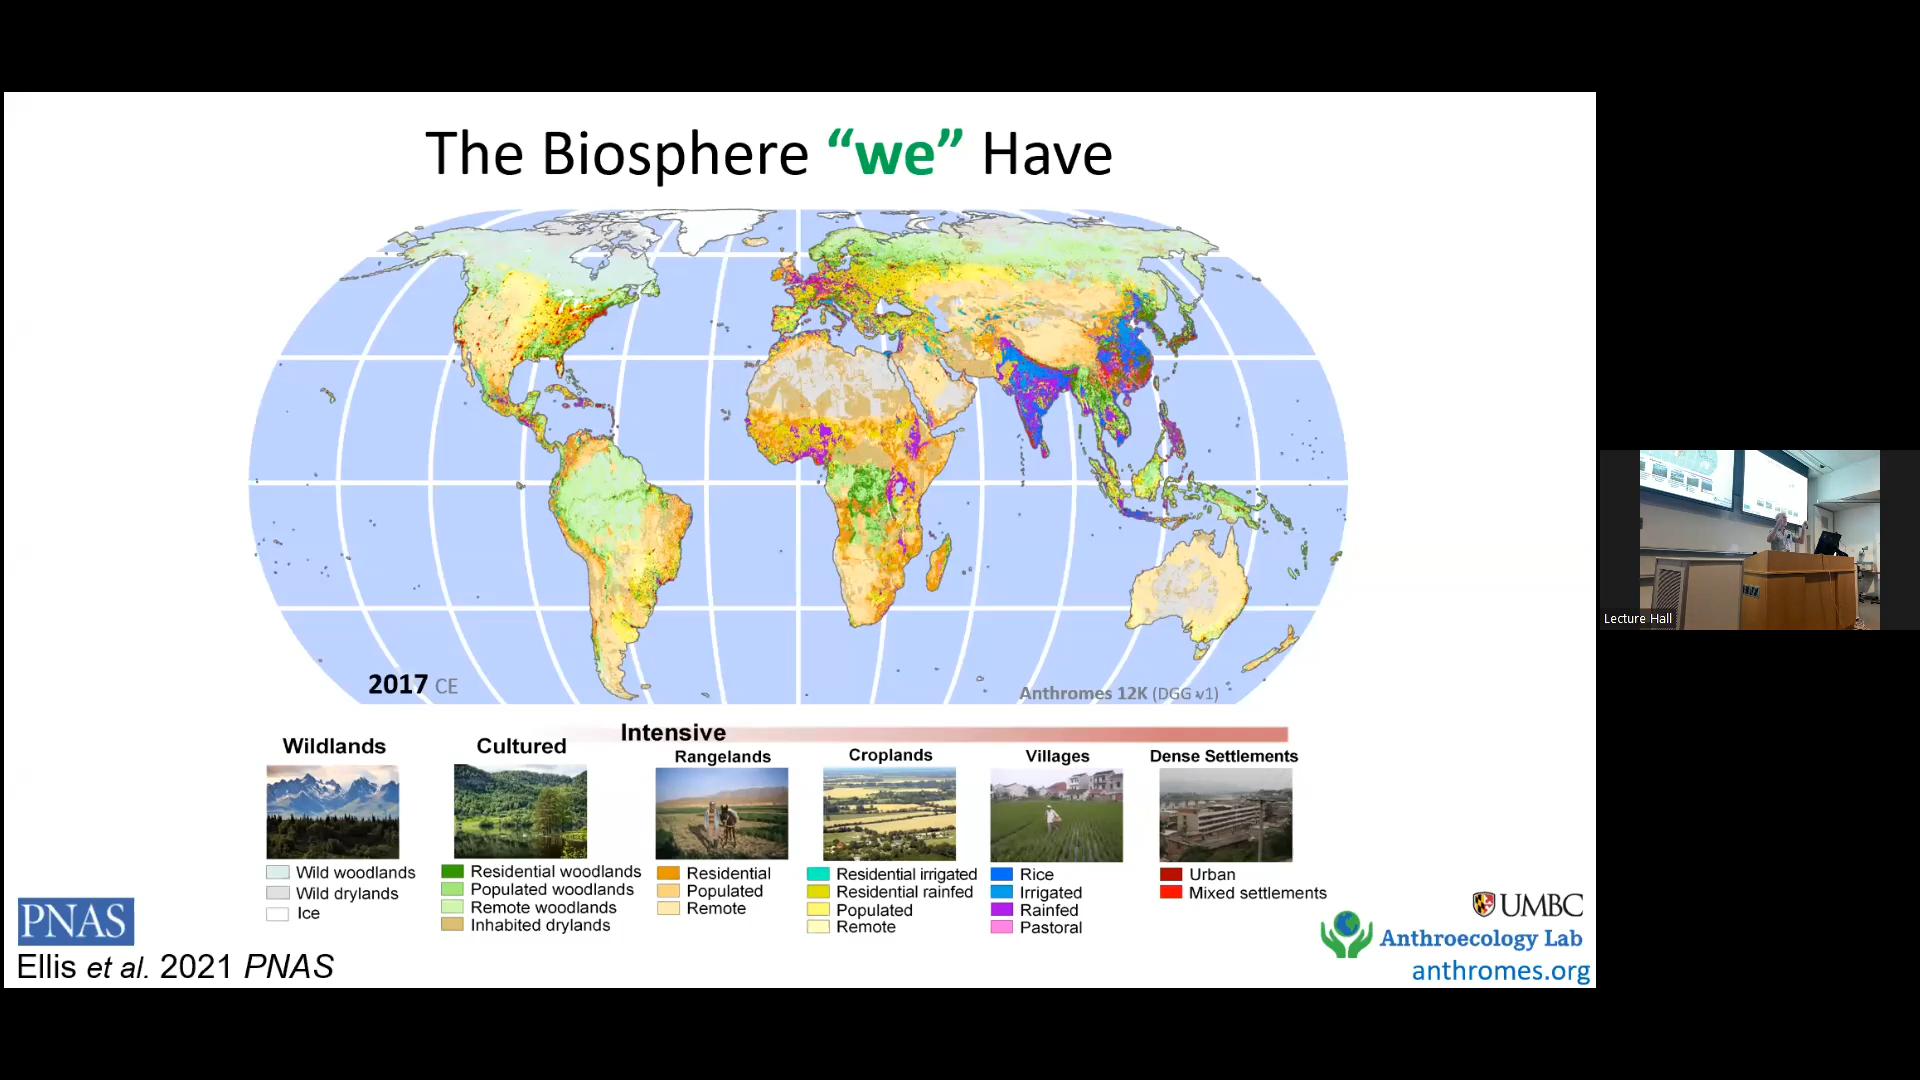 The Biosphere “we” Have
2017 CE
Anthromes 12K (DGG v1)
Intensive
Wildlands
Wild woodlands
Wild drylands
Ice
Cultured
Residential woodlands
Populated woodlands
Remote woodlands
Inhabited drylands
Rangelands
Residential
Populated
Remote
Croplands
Residential irrigated
Residential rainfed
Populated
Remote
Villages
Rice
Irrigated
Rainfed
Pastoral
Dense Settlements
Urban
Mixed settlements
PNAS
Ellis et al. 2021 PNAS
UMBC
Anthroecology Lab
anthromes.org
Lecture Hall